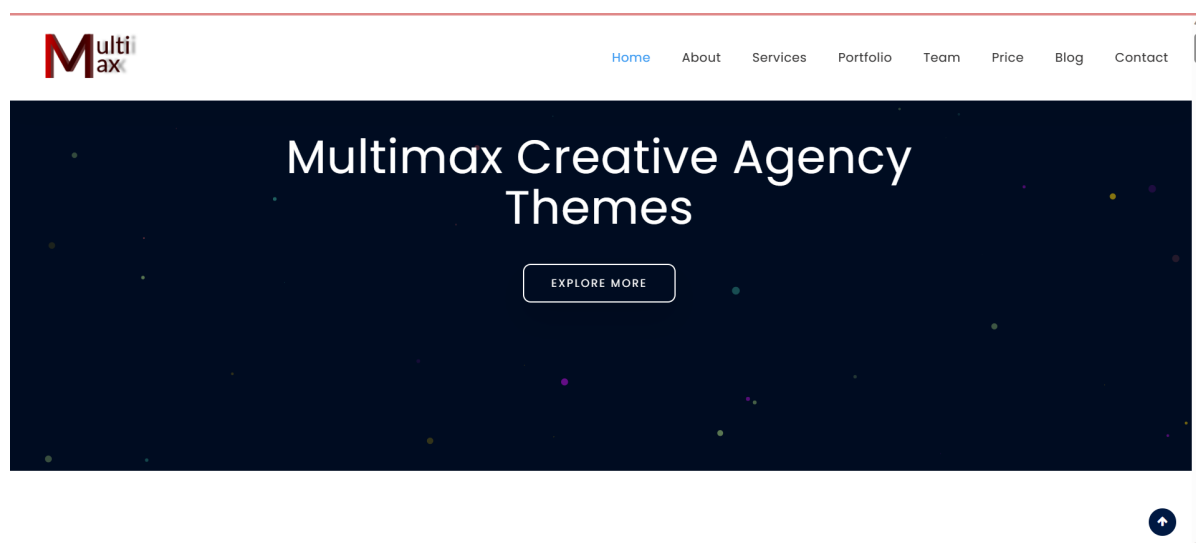 Multi
Max
Home About Services Portfolio Team Price Blog Contact
Multimax Creative Agency
Themes
EXPLORE MORE